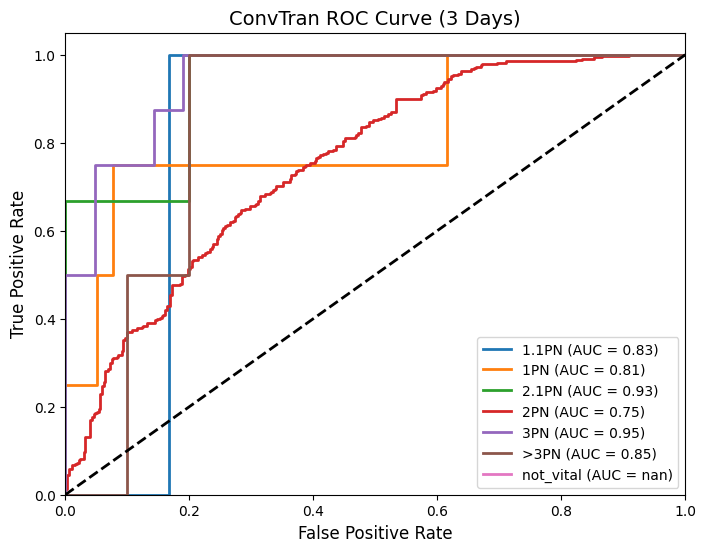 ConvTran ROC Curve (3 Days)
True Positive Rate
1.0
0.8
0.6
0.4
0.2
0.0
0.0 0.2 0.4 0.6 0.8 1.0
False Positive Rate
1.1PN (AUC = 0.83)
1PN (AUC = 0.81)
2.1PN (AUC = 0.93)
2PN (AUC = 0.75)
3PN (AUC = 0.95)
>3PN (AUC = 0.85)
not_vital (AUC = nan)